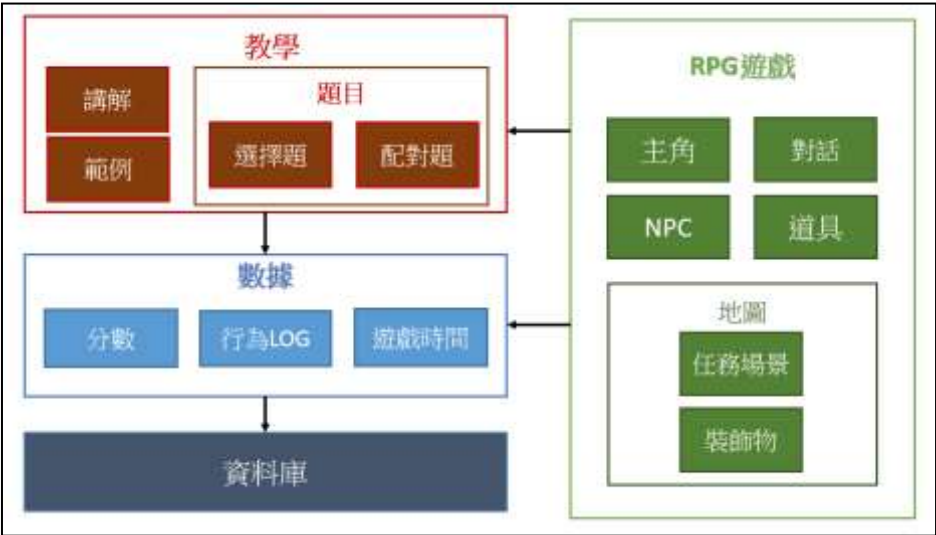 教學
講解
範例
題目
選擇題
配對題
數據
分數
行為LOG
遊戲時間
資料庫
RPG遊戲
主角
對話
NPC
道具
地圖
任務場景
裝飾物